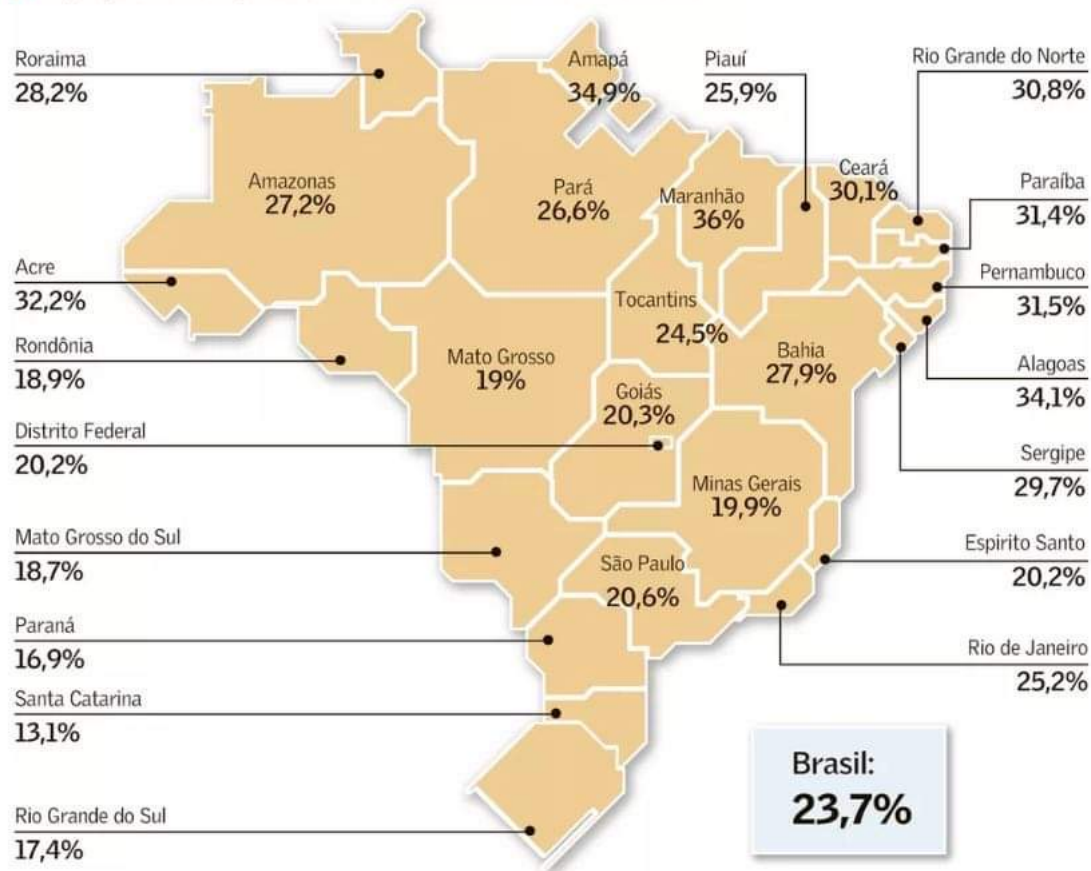 Roraima
28,2%
Amapá
34,9%
Piauí
25,9%
Rio Grande do Norte
30,8%
Amazonas
27,2%
Pará
26,6%
Maranhão
36%
Ceará
30,1%
Paraíba
31,4%
Acre
32,2%
Pernambuco
31,5%
Tocantins
24,5%
Rondônia
18,9%
Mato Grosso
19%
Bahia
27,9%
Alagoas
34,1%
Goiás
20,3%
Distrito Federal
20,2%
Sergipe
29,7%
Minas Gerais
19,9%
Mato Grosso do Sul
18,7%
Espirito Santo
20,2%
São Paulo
20,6%
Paraná
16,9%
Rio de Janeiro
25,2%
Santa Catarina
13,1%
Brasil:
23,7%
Rio Grande do Sul
17,4%